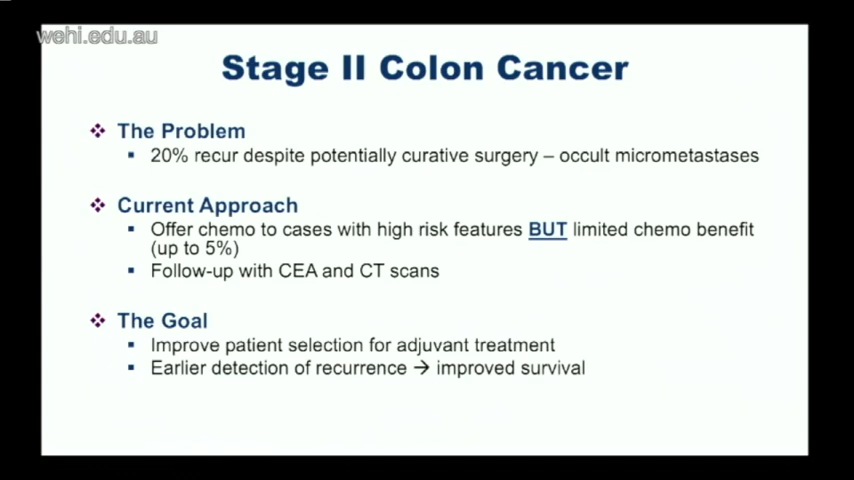 wehi.edu.au
Stage II Colon Cancer
The Problem
20% recur despite potentially curative surgery – occult micrometastases
Current Approach
Offer chemo to cases with high risk features BUT limited chemo benefit
(up to 5%)
Follow-up with CEA and CT scans
The Goal
Improve patient selection for adjuvant treatment
Earlier detection of recurrence → improved survival